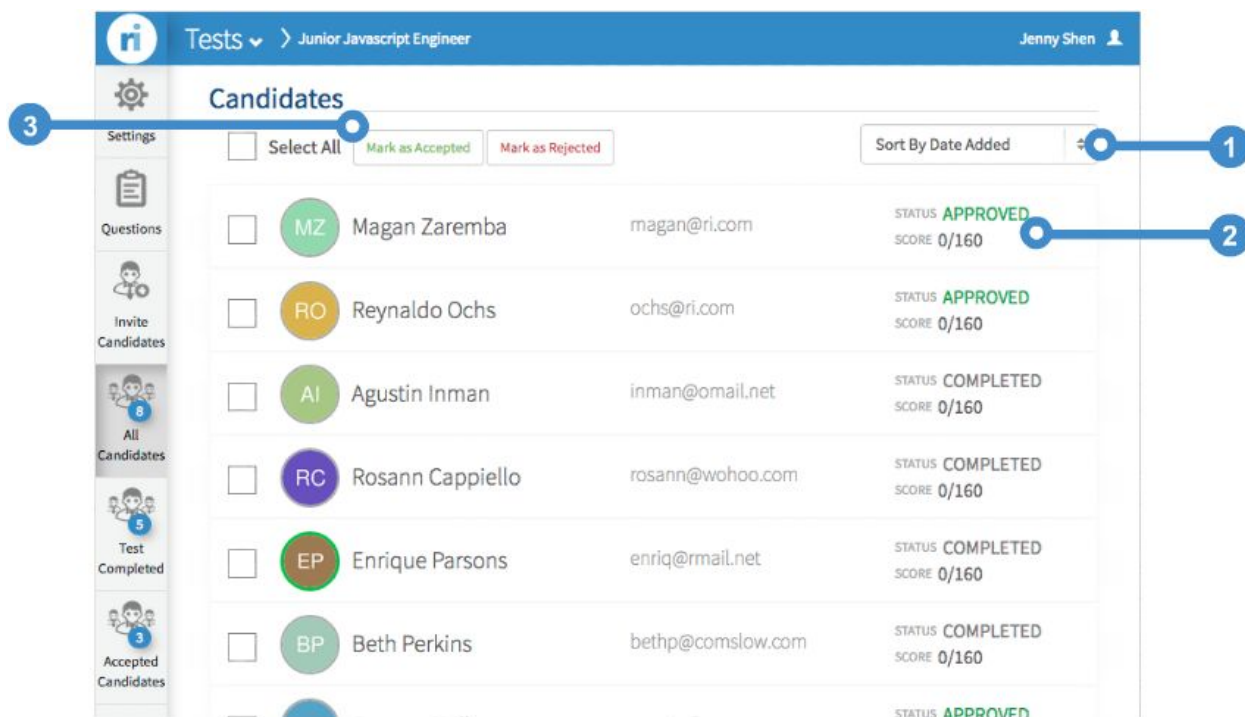 ri
Tests
Junior Javascript Engineer
Jenny Shen
Settings
Questions
Invite
Candidates
8
All
Candidates
5
Test
Completed
3
Accepted
Candidates
Candidates
3
Select All
Mark as Accepted
Mark as Rejected
Sort By Date Added
1
MZ
Magan Zaremba
magan@ri.com
STATUS APPROVED
SCORE 0/160
2
RO
Reynaldo Ochs
ochs@ri.com
STATUS APPROVED
SCORE 0/160
AI
Agustin Inman
inman@omail.net
STATUS COMPLETED
SCORE 0/160
RC
Rosann Cappiello
rosann@wohoo.com
STATUS COMPLETED
SCORE 0/160
EP
Enrique Parsons
enriq@rmail.net
STATUS COMPLETED
SCORE 0/160
BP
Beth Perkins
bethp@comslow.com
STATUS COMPLETED
SCORE 0/160
STATUS APPROVED